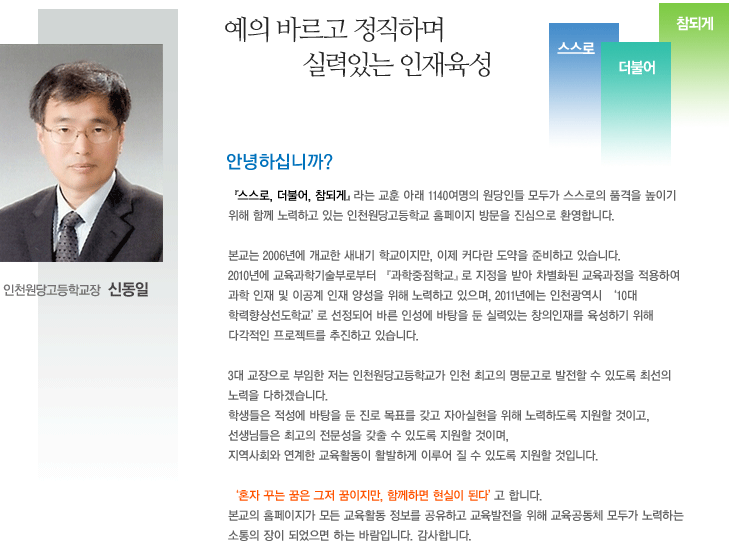 예의 바르고 정직하며
실력있는 인재육성
스스로
더불어
참되게
인천원당고등학교장 신동일
안녕하십니까?
『스스로, 더불어, 참되게』라는 교훈 아래 1140여명의 원당인들 모두가 스스로의 품격을 높이기
위해 함께 노력하고 있는 인천원당고등학교 홈페이지 방문을 진심으로 환영합니다.
본교는 2006년에 개교한 새내기 학교이지만, 이제 커다란 도약을 준비하고 있습니다.
2010년에 교육과학기술부로부터 『과학중점학교』로 지정을 받아 차별화된 교육과정을 적용하여
과학 인재 및 이공계 인재 양성을 위해 노력하고 있으며, 2011년에는 인천광역시 ‘10대
학력향상선도학교’로 선정되어 바른 인성에 바탕을 둔 실력있는 창의인재를 육성하기 위해
다각적인 프로젝트를 추진하고 있습니다.
3대 교장으로 부임한 저는 인천원당고등학교가 인천 최고의 명문고로 발전할 수 있도록 최선의
노력을 다하겠습니다.
학생들은 적성에 바탕을 둔 진로 목표를 갖고 자아실현을 위해 노력하도록 지원할 것이고,
선생님들은 최고의 전문성을 갖출 수 있도록 지원할 것이며,
지역사회와 연계한 교육활동이 활발하게 이루어 질 수 있도록 지원할 것입니다.
‘혼자 꾸는 꿈은 그저 꿈이지만, 함께하면 현실이 된다’고 합니다.
본교의 홈페이지가 모든 교육활동 정보를 공유하고 교육발전을 위해 교육공동체 모두가 노력하는
소통의 장이 되었으면 하는 바람입니다. 감사합니다.